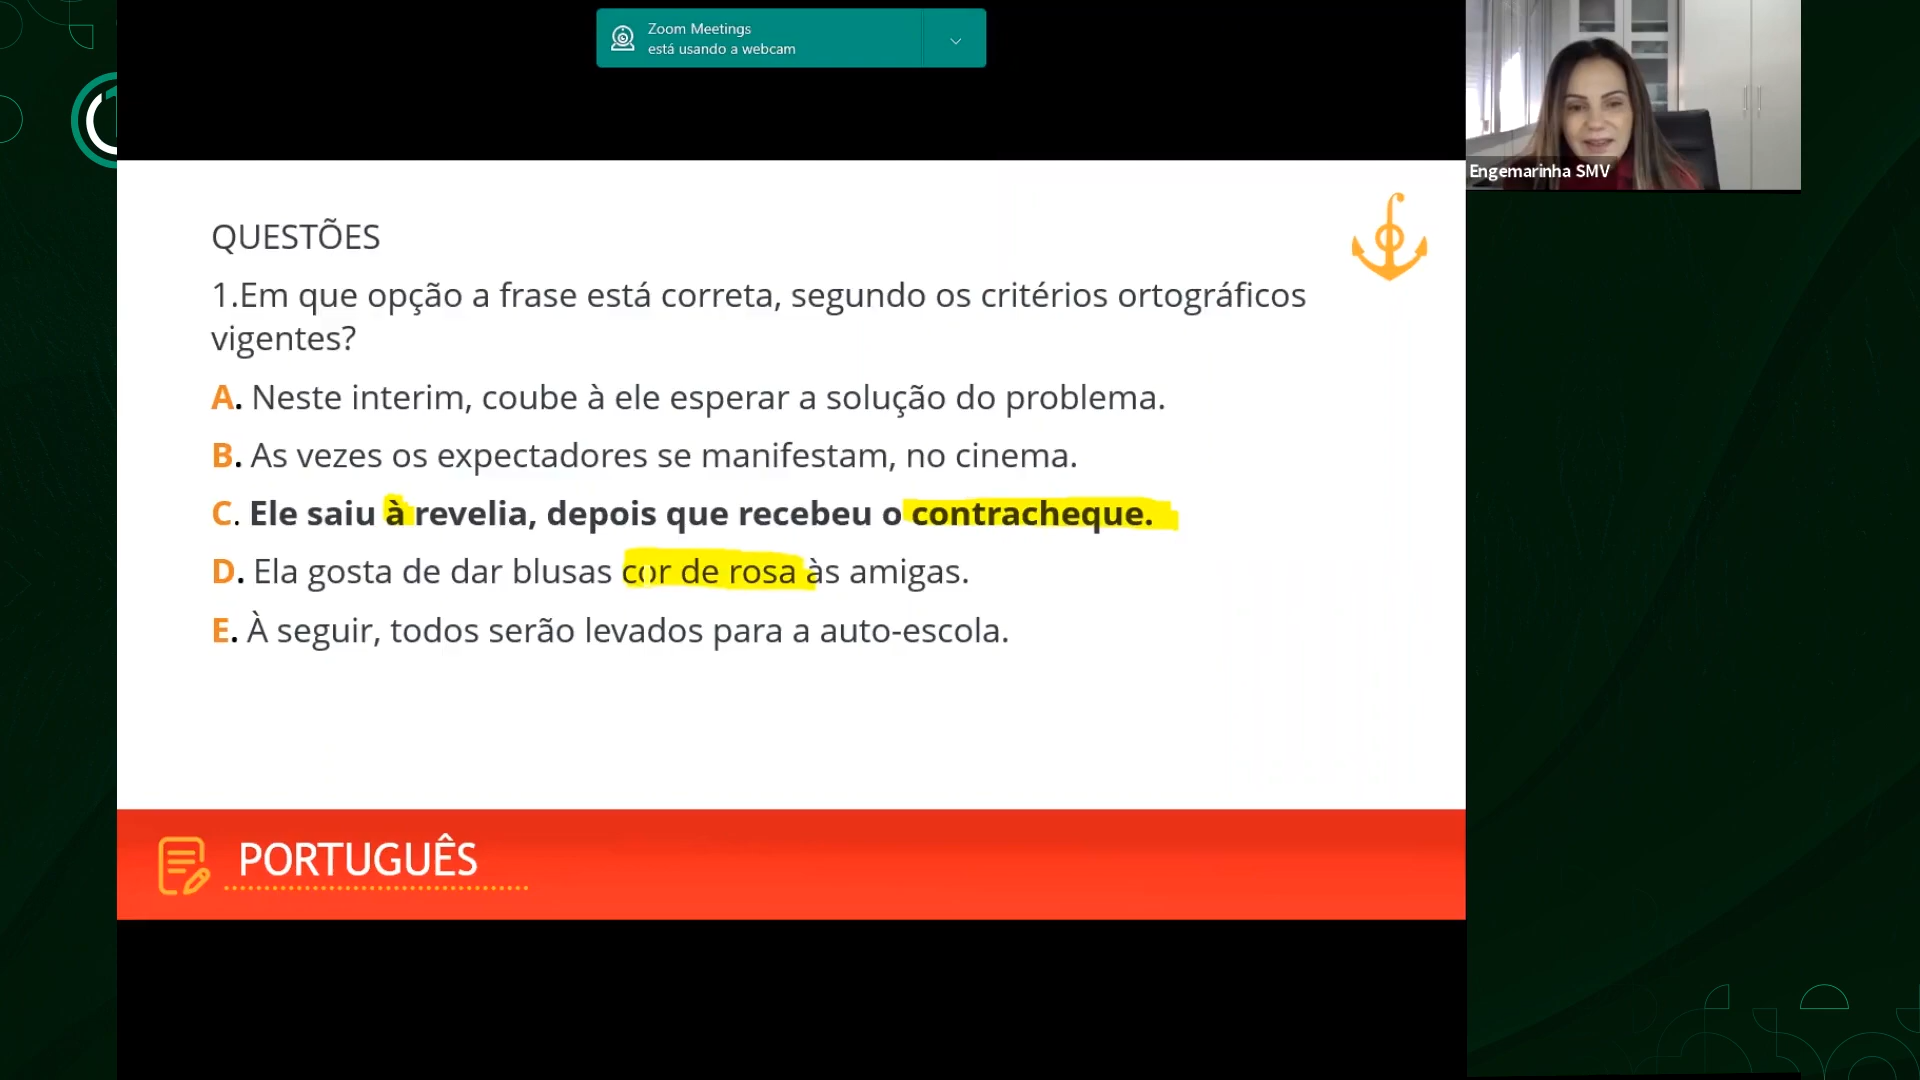 Zoom Meetings
está usando a webcam
Engemarinha SMV
QUESTÕES
1.Em que opção a frase está correta, segundo os critérios ortográficos
vigentes?
A. Neste interim, coube à ele esperar a solução do problema.
B. As vezes os expectadores se manifestam, no cinema.
C. Ele saiu à revelia, depois que recebeu o contracheque.
D. Ela gosta de dar blusas cor de rosa às amigas.
E. À seguir, todos serão levados para a auto-escola.
PORTUGUÊS